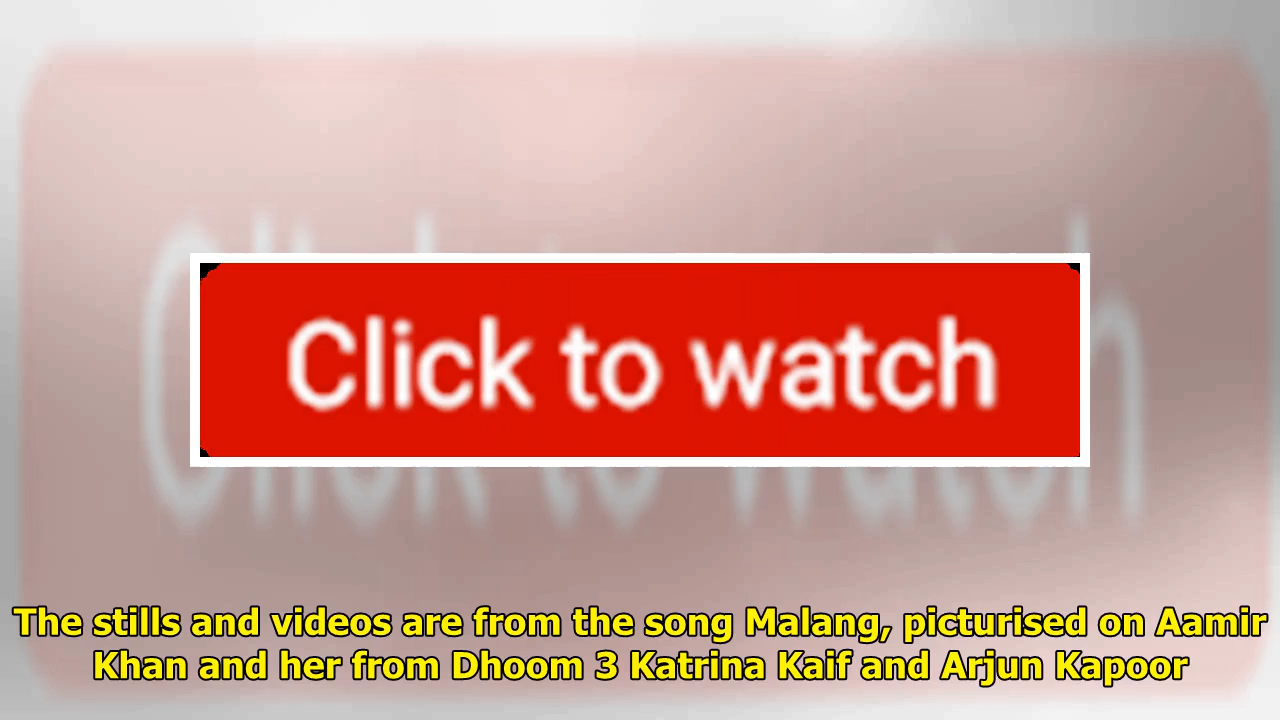 Click to watch
The stills and videos are from the song Malang, picturised on Aamir
Khan and her from Dhoom 3 Katrina Kaif and Arjun Kapoor